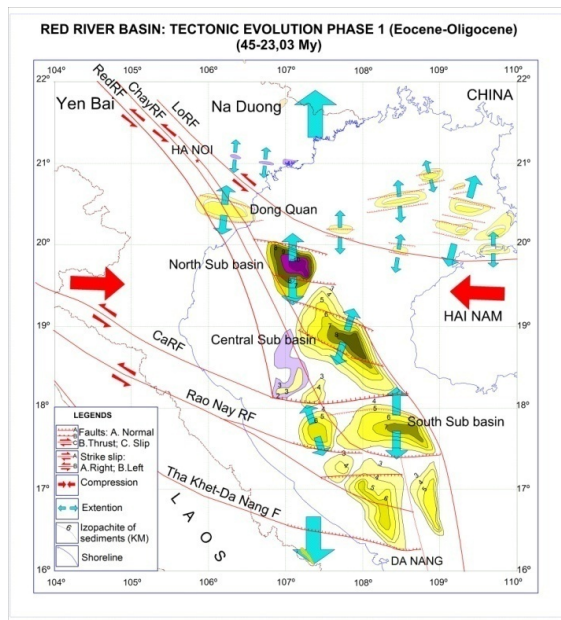 RED RIVER BASIN: TECTONIC EVOLUTION PHASE 1 (Eocene-Oligocene)
(45-23,03 My)
104° 105° 106° 107° 108° 109° 110°
22°
21°
20°
19°
18°
17°
16°
22°
21°
20°
19°
18°
17°
16°
RedRF
ChayRF
LoRF
Yen Bai
Na Duong
CHINA
HA NOI
Dong Quan
North Sub basin
HAI NAM
Central Sub basin
CaRF
Rao Nay RF
South Sub basin
Tha Khet-Da Nang F
LAOS
DA NANG
LEGENDS
A
B
C
Faults: A. Normal
B.Thrust; C. Slip
A
B
Strike slip:
A.Right; B.Left
Compression
Extention
6
Izopachite of
sediments (KM)
Shoreline
104° 105° 106° 107° 108° 109° 110°